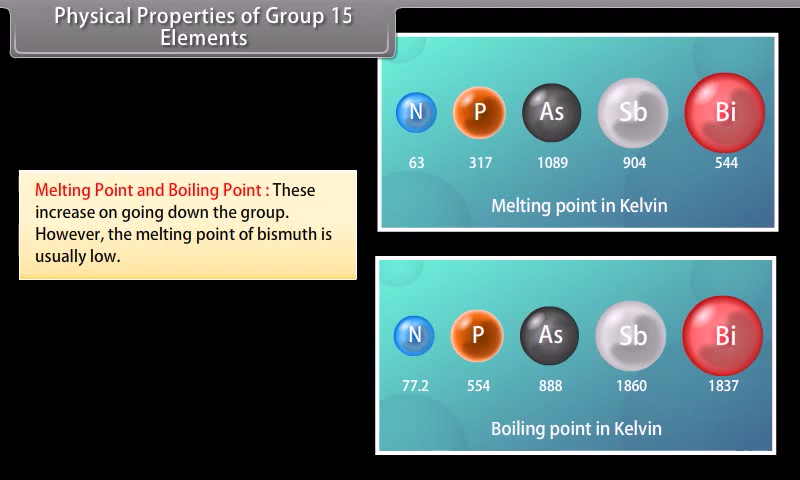 Physical Properties of Group 15
Elements
Melting Point and Boiling Point : These
increase on going down the group.
However, the melting point of bismuth is
usually low.
N P As Sb Bi
63 317 1089 904 544
Melting point in Kelvin
N P As Sb Bi
77.2 554 888 1860 1837
Boiling point in Kelvin